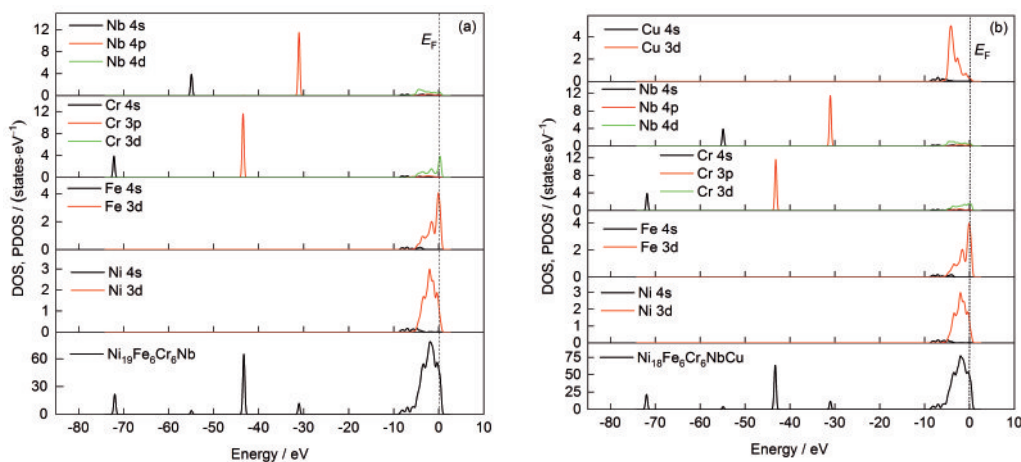 (a)
Nb 4s
Nb 4p
Nb 4d
E_F
12
8
4
0
Cr 4s
Cr 3p
Cr 3d
12
8
4
0
Fe 4s
Fe 3d
4
2
0
Ni 4s
Ni 3d
3
2
1
0
Ni₁₉Fe₆Cr₆Nb
60
30
0
-80 -70 -60 -50 -40 -30 -20 -10 0 10
Energy / eV
DOS, PDOS / (states·eV⁻¹)
(b)
Cu 4s
Cu 3d
E_F
4
2
0
Nb 4s
Nb 4p
Nb 4d
12
8
4
0
Cr 4s
Cr 3p
Cr 3d
12
8
4
0
Fe 4s
Fe 3d
4
2
0
Ni 4s
Ni 3d
3
2
1
0
Ni₁₈Fe₆Cr₆NbCu
75
50
25
0
-80 -70 -60 -50 -40 -30 -20 -10 0 10
Energy / eV
DOS, PDOS / (states·eV⁻¹)